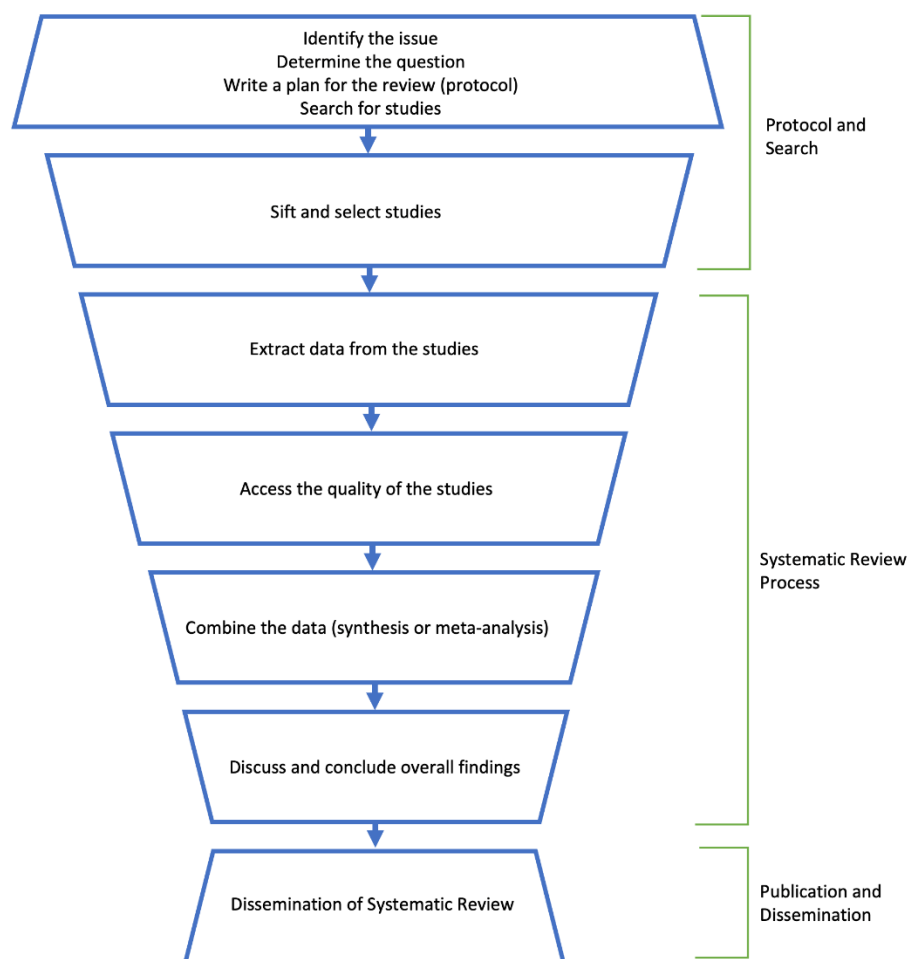 Identify the issue
Determine the question
Write a plan for the review (protocol)
Search for studies
Protocol and
Search
Sift and select studies
Extract data from the studies
Access the quality of the studies
Systematic Review
Process
Combine the data (synthesis or meta-analysis)
Discuss and conclude overall findings
Dissemination of Systematic Review
Publication and
Dissemination